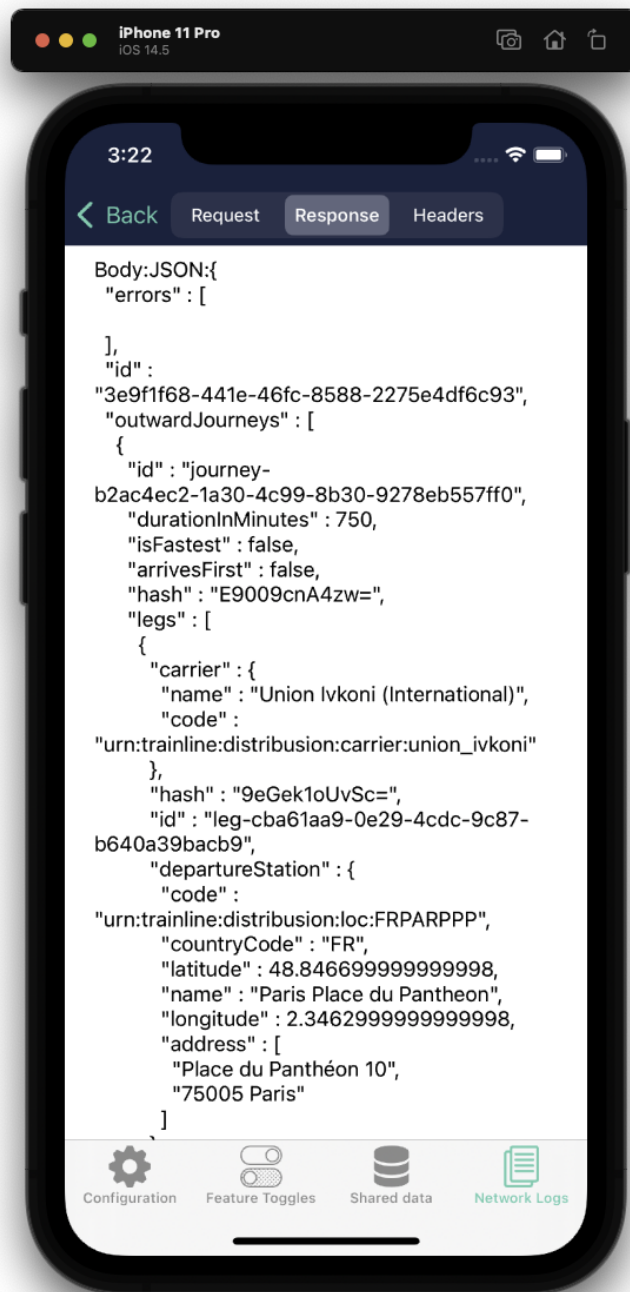 iPhone 11 Pro
iOS 14.5
3:22
Back Request Response Headers
Body:JSON:{
"errors" : [
],
"id" :
"3e9f1f68-441e-46fc-8588-2275e4df6c93",
"outwardJourneys" : [
{
"id" : "journey-
b2ac4ec2-1a30-4c99-8b30-9278eb557ff0",
"durationInMinutes" : 750,
"isFastest" : false,
"arrivesFirst" : false,
"hash" : "E9009cnA4zw=",
"legs" : [
{
"carrier" : {
"name" : "Union Ivkoni (International)",
"code" :
"urn:trainline:distribusion:carrier:union_ivkoni"
},
"hash" : "9eGek1oUvSc=",
"id" : "leg-cba61aa9-0e29-4cdc-9c87-
b640a39bacb9",
"departureStation" : {
"code" :
"urn:trainline:distribusion:loc:FRPARPPP",
"countryCode" : "FR",
"latitude" : 48.846699999999998,
"name" : "Paris Place du Pantheon",
"longitude" : 2.3462999999999998,
"address" : [
"Place du Panthéon 10",
"75005 Paris"
]
Configuration Feature Toggles Shared data Network Logs